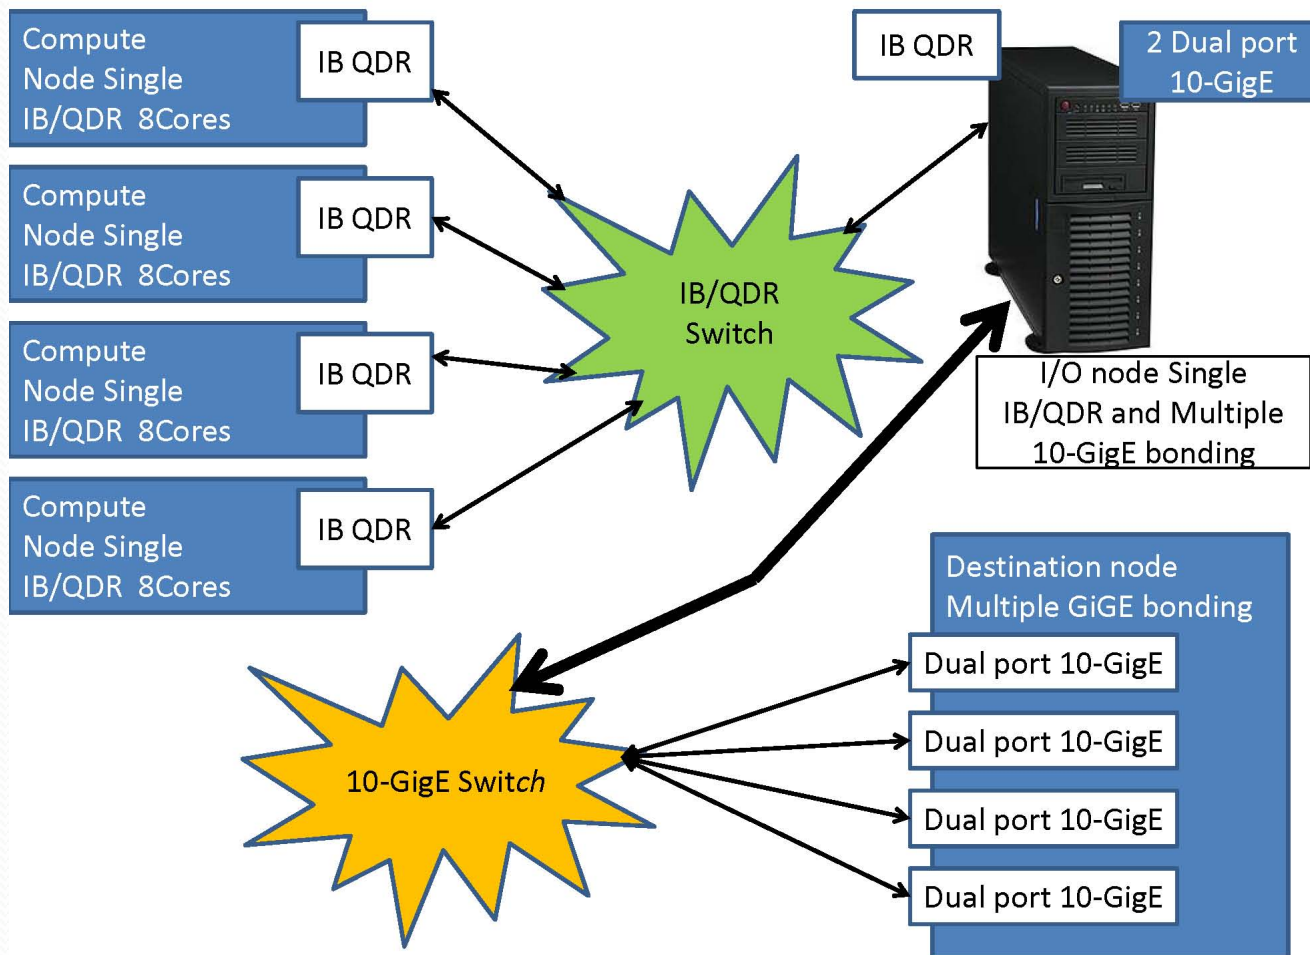 Compute
Node Single
IB/QDR  8Cores
IB QDR
Compute
Node Single
IB/QDR  8Cores
IB QDR
Compute
Node Single
IB/QDR  8Cores
IB QDR
Compute
Node Single
IB/QDR  8Cores
IB QDR
IB/QDR
Switch
IB QDR
2 Dual port
10-GigE
I/O node Single
IB/QDR and Multiple
10-GigE bonding
10-GigE Switch
Destination node
Multiple GiGE bonding
Dual port 10-GigE
Dual port 10-GigE
Dual port 10-GigE
Dual port 10-GigE